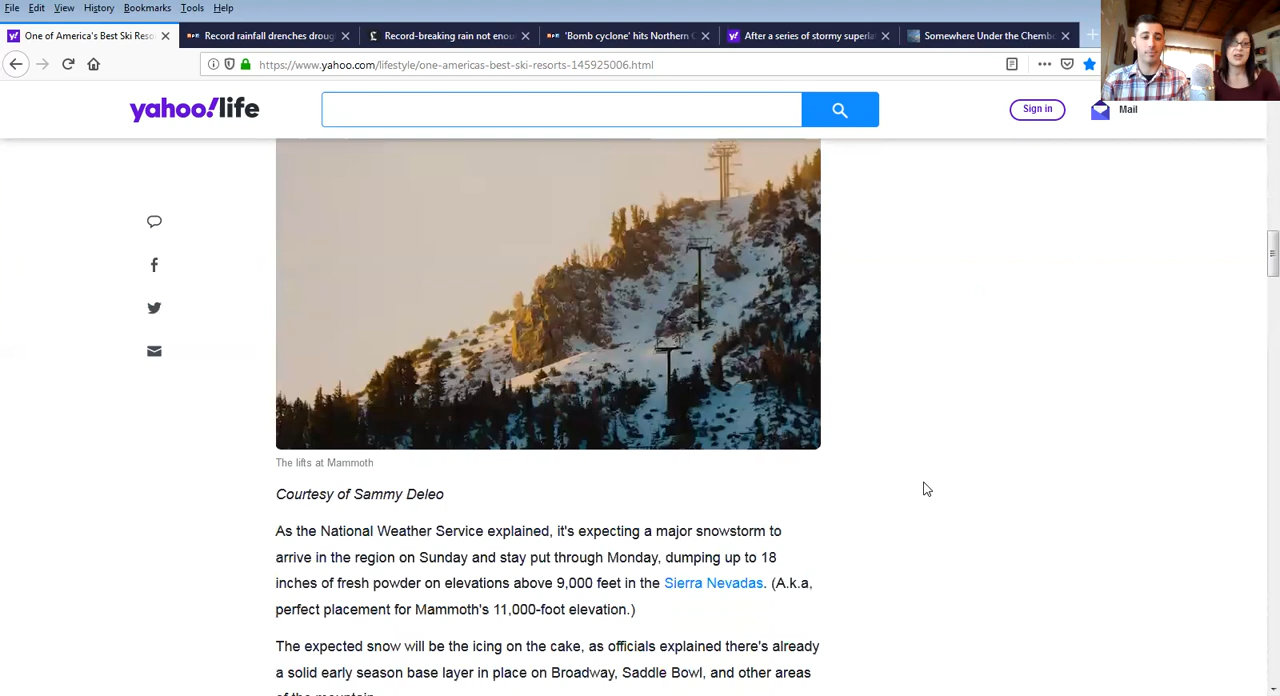 File Edit View History Bookmarks Tools Help
One of America's Best Ski Reso
Record rainfall drenches droug
Record-breaking rain not enou
'Bomb cyclone' hits Northern C
After a series of stormy superla
Somewhere Under the Chembo
https://www.yahoo.com/lifestyle/one-americas-best-ski-resorts-145925006.html
yahoo!life
Sign in
Mail
The lifts at Mammoth
Courtesy of Sammy Deleo
As the National Weather Service explained, it's expecting a major snowstorm to
arrive in the region on Sunday and stay put through Monday, dumping up to 18
inches of fresh powder on elevations above 9,000 feet in the Sierra Nevadas. (A.k.a,
perfect placement for Mammoth's 11,000-foot elevation.)
The expected snow will be the icing on the cake, as officials explained there's already
a solid early season base layer in place on Broadway, Saddle Bowl, and other areas
of the mountain